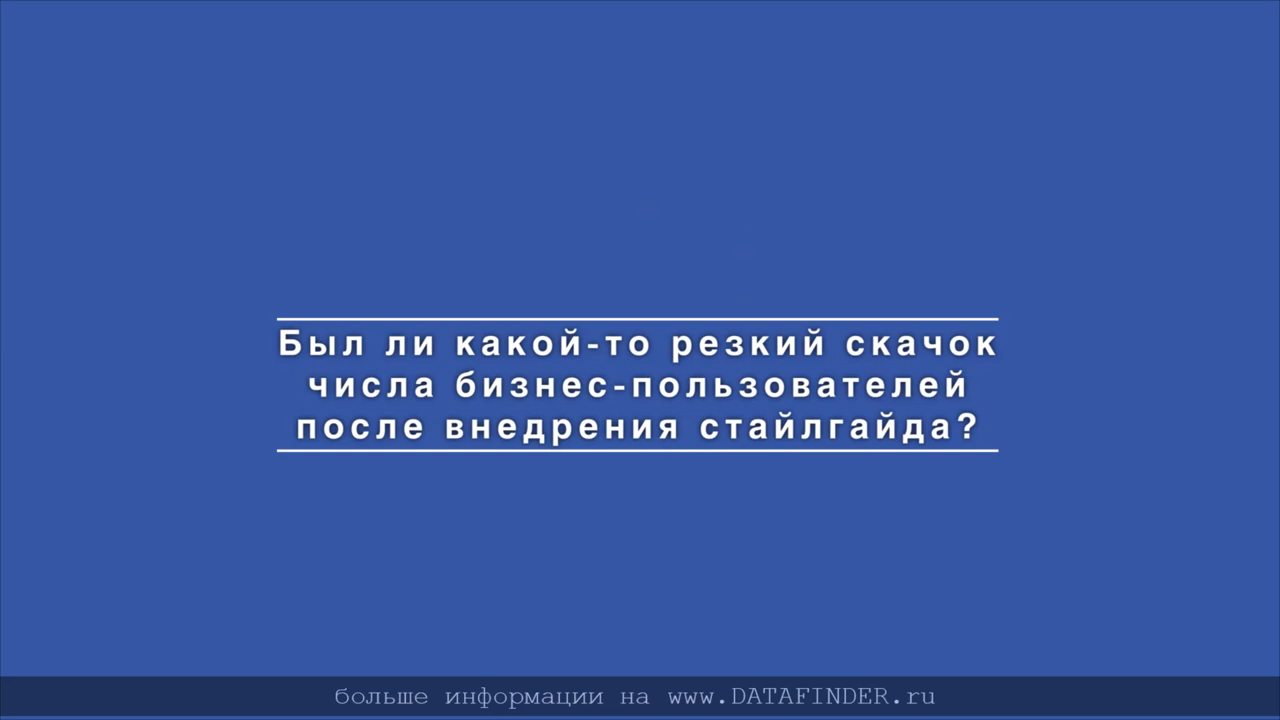 Был ли какой-то резкий скачок
числа бизнес-пользователей
после внедрения стайлгайда?
больше информации на www.DATAFINDER.ru